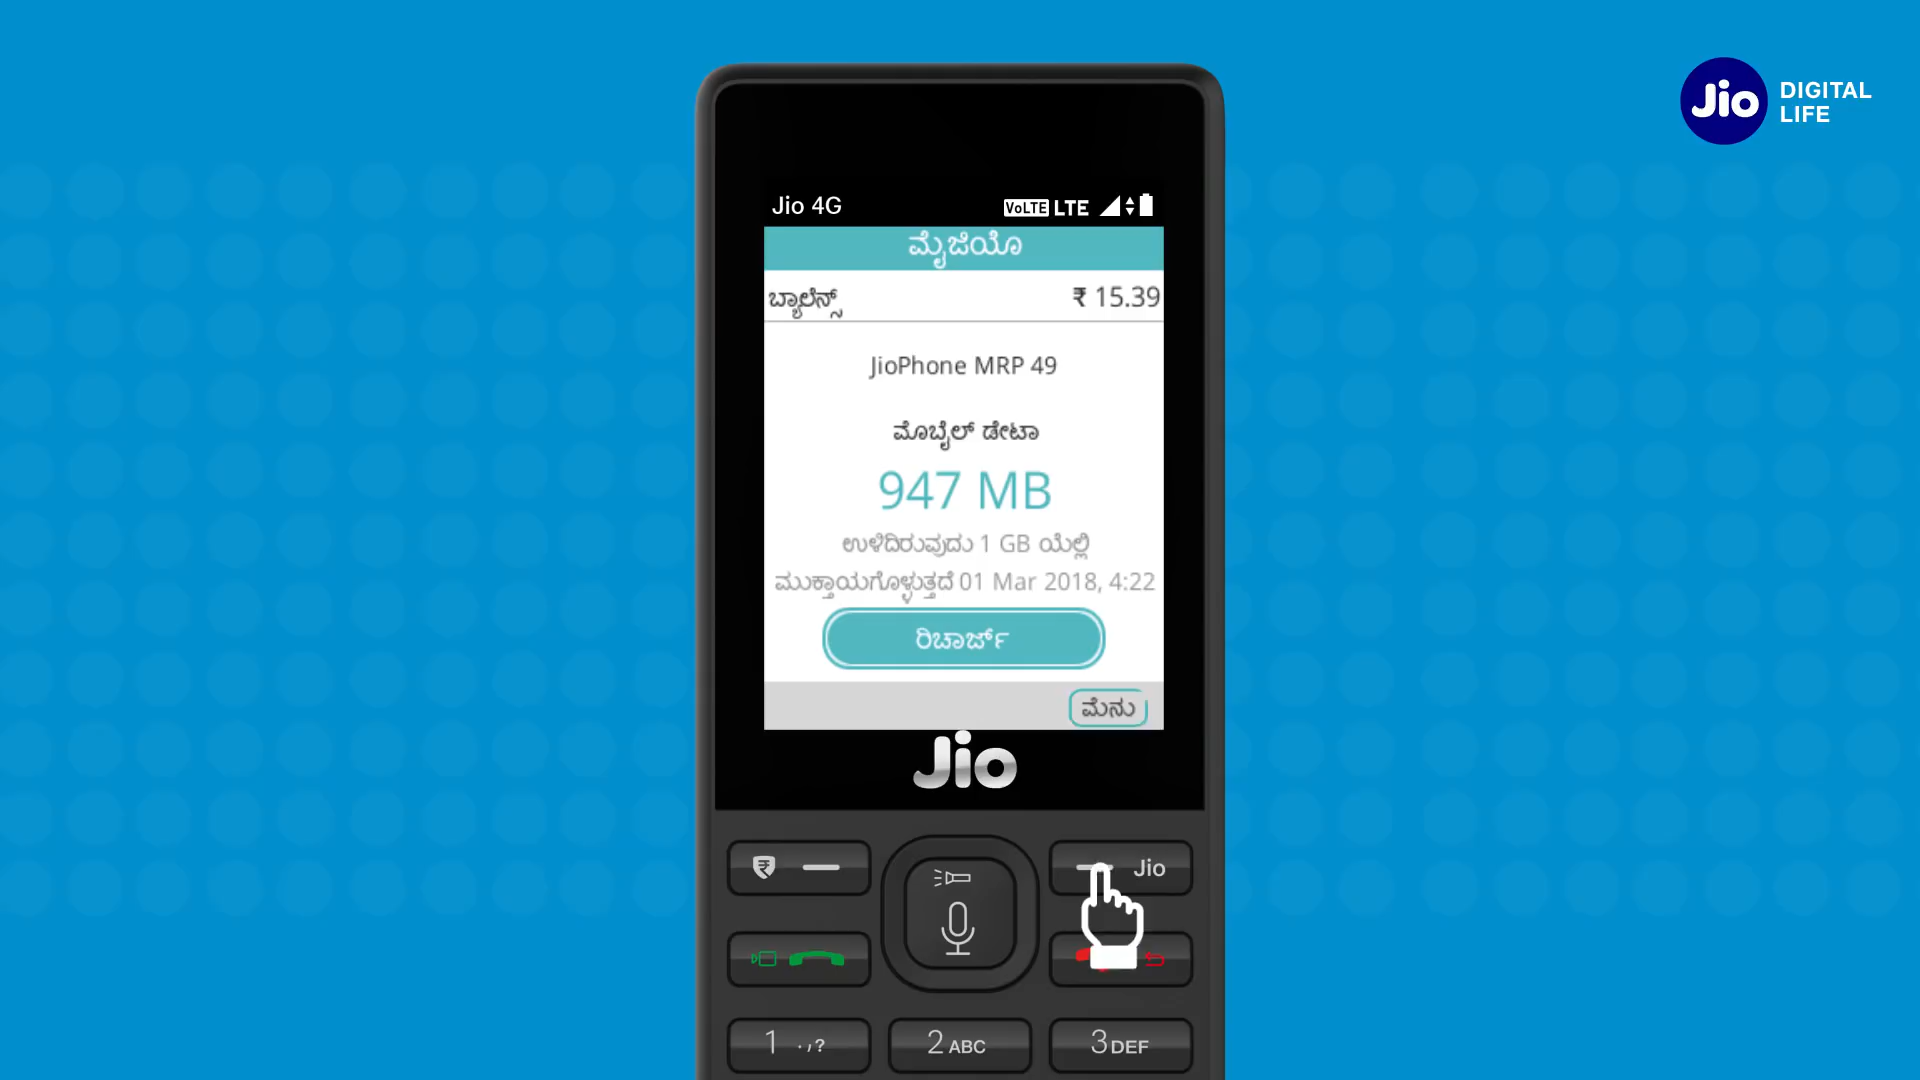 Jio DIGITAL
LIFE
Jio 4G VoLTE LTE
ಮೈಜಿಯೊ
ಬ್ಯಾಲೆನ್ಸ್ ₹ 15.39
JioPhone MRP 49
ಮೊಬೈಲ್ ಡೇಟಾ
947 MB
ಉಳಿದಿರುವುದು 1 GB ಯಲ್ಲಿ
ಮುಕ್ತಾಯಗೊಳ್ಳುತ್ತದೆ 01 Mar 2018, 4:22
ರಿಚಾರ್ಜ್
ಮೆನು
Jio
Jio
1 .,? 2 ABC 3 DEF